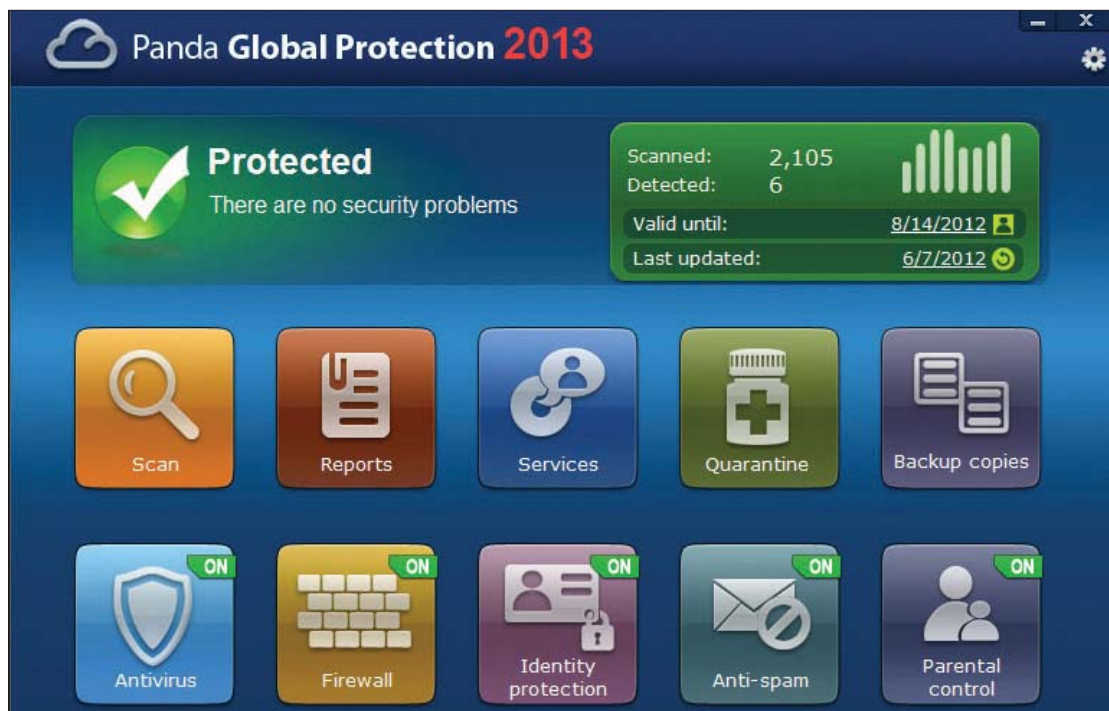 Panda Global Protection 2013
Protected
There are no security problems
Scanned: 2,105
Detected: 6
Valid until: 8/14/2012
Last updated: 6/7/2012
Scan
Reports
Services
Quarantine
Backup copies
ON
Antivirus
ON
Firewall
ON
Identity
protection
ON
Anti-spam
ON
Parental
control